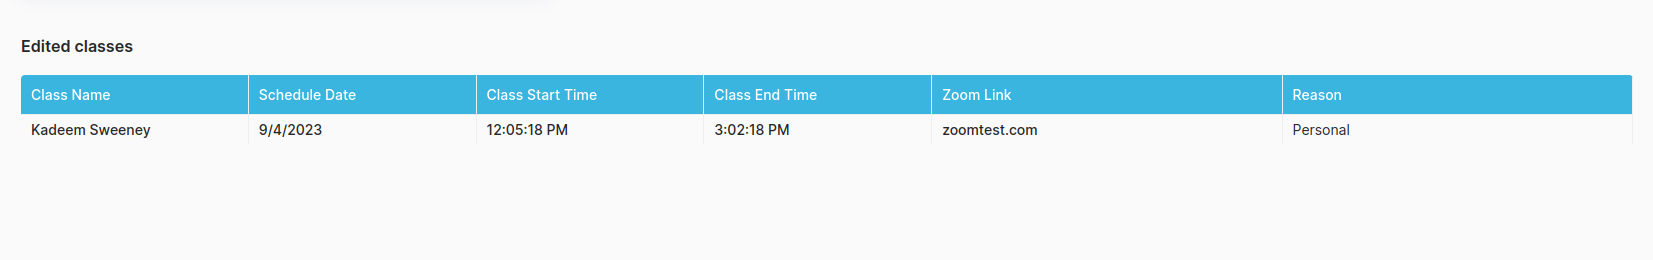 Edited classes
Class Name Schedule Date Class Start Time Class End Time Zoom Link Reason
Kadeem Sweeney 9/4/2023 12:05:18 PM 3:02:18 PM zoomtest.com Personal